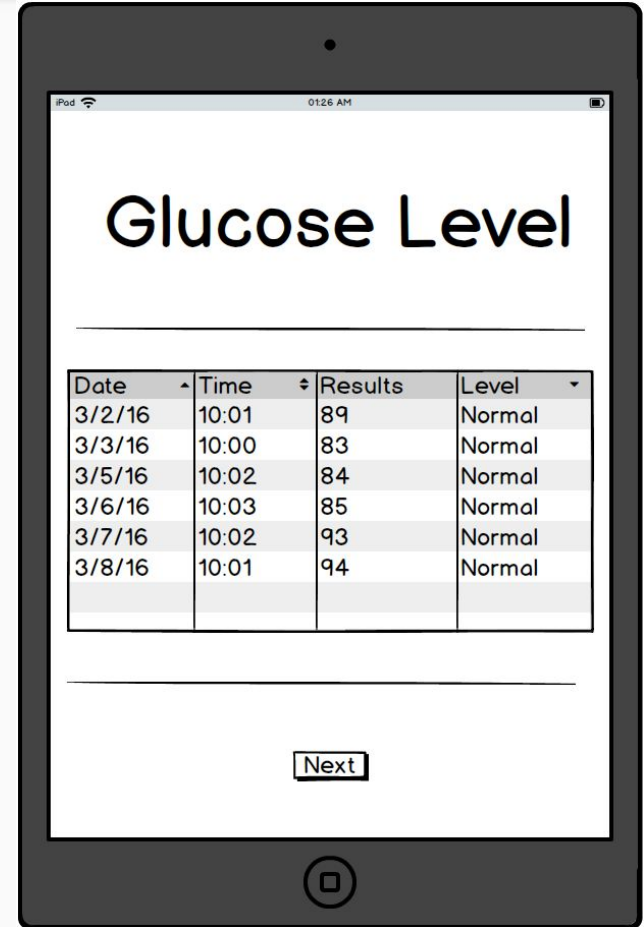 iPad 01:26 AM
Glucose Level
Date Time Results Level
3/2/16 10:01 89 Normal
3/3/16 10:00 83 Normal
3/5/16 10:02 84 Normal
3/6/16 10:03 85 Normal
3/7/16 10:02 93 Normal
3/8/16 10:01 94 Normal
Next